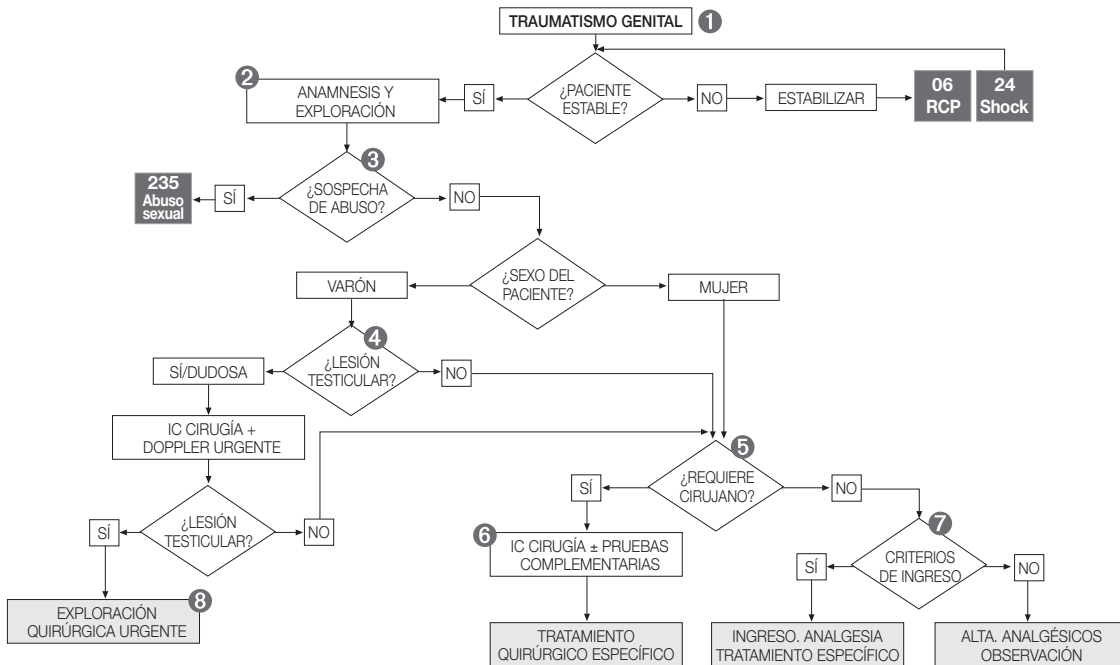 TRAUMATISMO GENITAL
1
2
ANAMNESIS Y
EXPLORACIÓN
SÍ
¿PACIENTE
ESTABLE?
NO
ESTABILIZAR
06
RCP
24
Shock
3
235
Abuso
sexual
SÍ
¿SOSPECHA
DE ABUSO?
NO
VARÓN
¿SEXO DEL
PACIENTE?
MUJER
4
SÍ/DUDOSA
¿LESIÓN
TESTICULAR?
NO
IC CIRUGÍA +
DOPPLER URGENTE
5
¿REQUIERE
CIRUJANO?
SÍ
NO
SÍ
¿LESIÓN
TESTICULAR?
NO
6
IC CIRUGÍA ± PRUEBAS
COMPLEMENTARIAS
7
SÍ
CRITERIOS
DE INGRESO
NO
8
EXPLORACIÓN
QUIRÚRGICA URGENTE
TRATAMIENTO
QUIRÚRGICO ESPECÍFICO
INGRESO. ANALGESIA
TRATAMIENTO ESPECÍFICO
ALTA. ANALGÉSICOS
OBSERVACIÓN